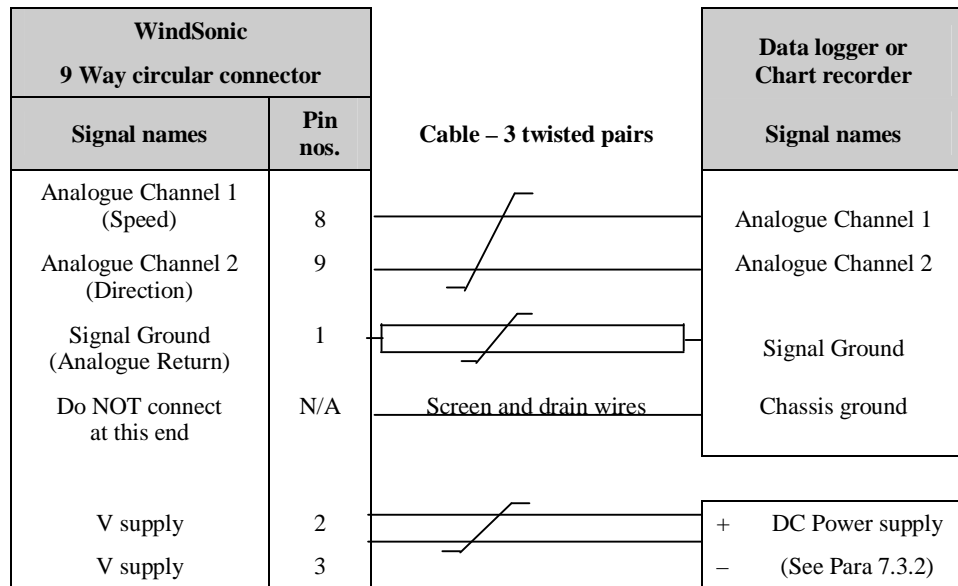 WindSonic
9 Way circular connector
Data logger or
Chart recorder
Signal names
Pin
nos.
Cable – 3 twisted pairs
Signal names
Analogue Channel 1
(Speed)
8
Analogue Channel 1
Analogue Channel 2
(Direction)
9
Analogue Channel 2
Signal Ground
(Analogue Return)
1
Signal Ground
Do NOT connect
at this end
N/A
Screen and drain wires
Chassis ground
V supply
2
+ DC Power supply
V supply
3
– (See Para 7.3.2)